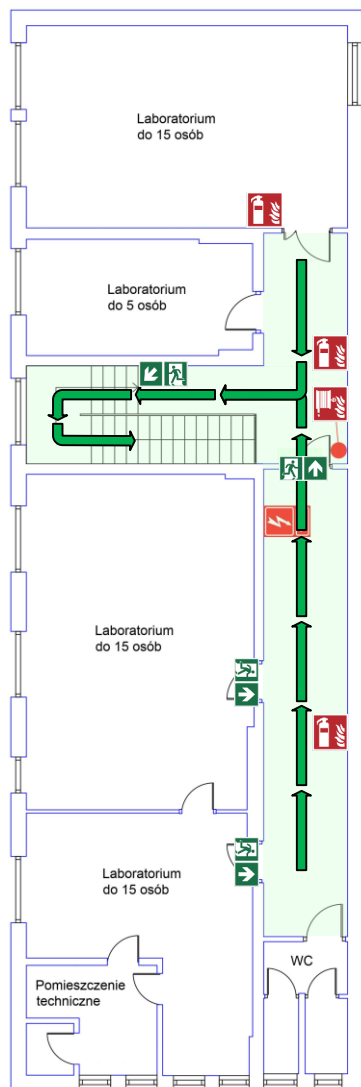 Laboratorium
do 15 osób
Laboratorium
do 5 osób
Laboratorium
do 15 osób
Laboratorium
do 15 osób
WC
Pomieszczenie
techniczne